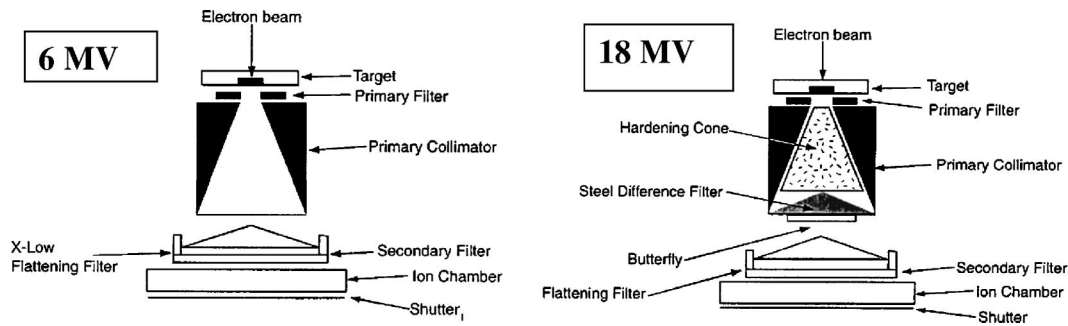 Electron beam
6 MV
Target
Primary Filter
Primary Collimator
X-Low
Flattening Filter
Secondary Filter
Ion Chamber
Shutter
18 MV
Electron beam
Target
Primary Filter
Hardening Cone
Primary Collimator
Steel Difference Filter
Butterfly
Flattening Filter
Secondary Filter
Ion Chamber
Shutter